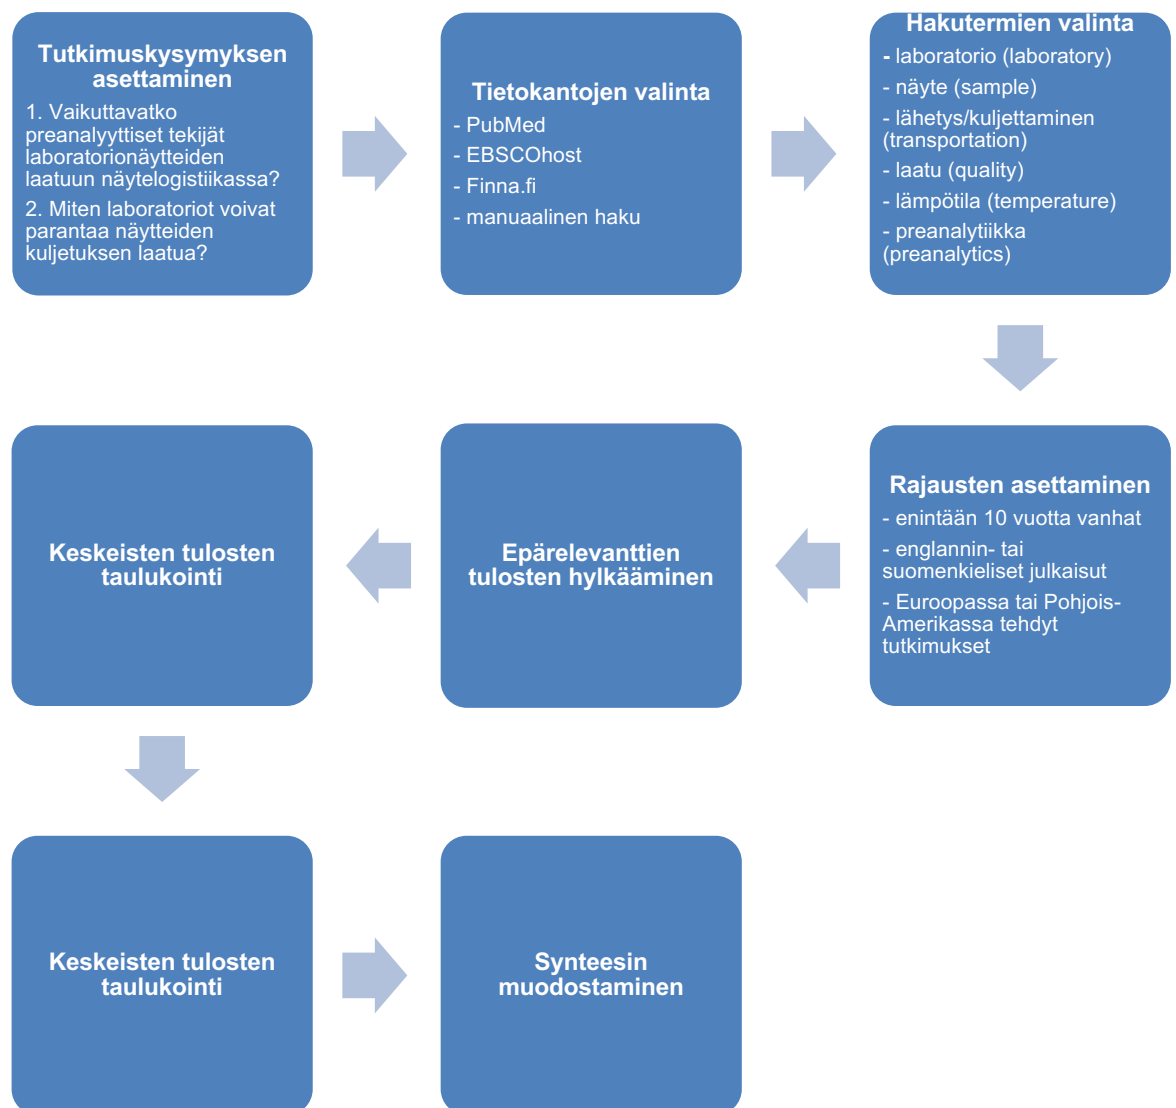 Tutkimuskysymyksen
asettaminen
1. Vaikuttavatko
preanalyyttiset tekijät
laboratorionäytteiden
laatuun näytelogistiikassa?
2. Miten laboratoriot voivat
parantaa näytteiden
kuljetuksen laatua?
Tietokantojen valinta
- PubMed
- EBSCOhost
- Finna.fi
- manuaalinen haku
Hakutermien valinta
- laboratorio (laboratory)
- näyte (sample)
- lähetys/kuljettaminen
(transportation)
- laatu (quality)
- lämpötila (temperature)
- preanalytiikka
(preanalytics)
Rajausten asettaminen
- enintään 10 vuotta vanhat
- englannin- tai
suomenkieliset julkaisut
- Euroopassa tai Pohjois-
Amerikassa tehdyt
tutkimukset
Epärelevanttien
tulosten hylkääminen
Keskeisten tulosten
taulukointi
Keskeisten tulosten
taulukointi
Synteesin
muodostaminen